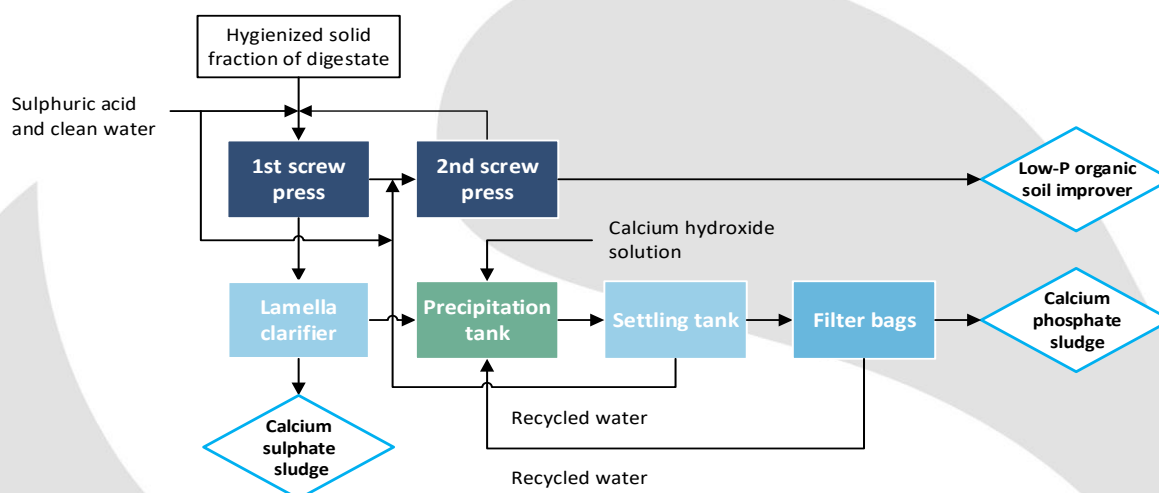 Hygienized solid
fraction of digestate
Sulphuric acid
and clean water
1st screw
press
2nd screw
press
Low-P organic
soil improver
Calcium hydroxide
solution
Lamella
clarifier
Precipitation
tank
Settling tank
Filter bags
Calcium
phosphate
sludge
Recycled water
Calcium
sulphate
sludge
Recycled water